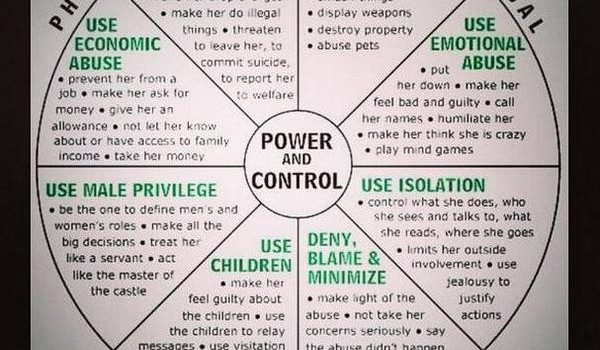 PH
UAL
• make her do illegal
things • threaten
to leave her, to
commit suicide,
to report her
to welfare
• display weapons
• destroy property
• abuse pets
USE
EMOTIONAL
ABUSE
• put
her down • make her
feel bad and guilty • call
her names • humiliate her
• make her think she is crazy
• play mind games
USE
ECONOMIC
ABUSE
• prevent her from a
job • make her ask for
money • give her an
allowance • not let her know
about or have access to family
income • take her money
POWER
AND
CONTROL
USE MALE PRIVILEGE
• be the one to define men's and
women's roles • make all the
big decisions • treat her
like a servant • act
like the master of
the castle
USE ISOLATION
• control what she does, who
she sees and talks to, what
she reads, where she goes
• limits her outside
involvement • use
jealousy to
justify
actions
USE
CHILDREN
• make her
feel guilty about
the children • use
the children to relay
messages • use visitation
DENY,
BLAME &
MINIMIZE
• make light of the
abuse • not take her
concerns seriously • say
the abuse didn't happen